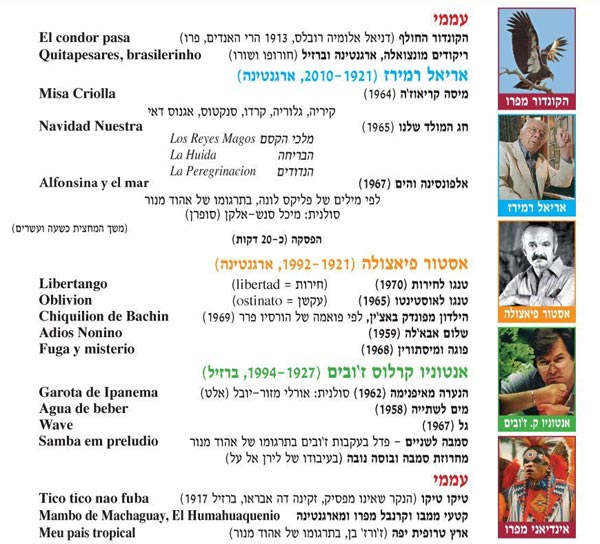 עממי
El condor pasa הקונדור החולף (דניאל אלומיה רובלס, 1913 הרי האנדים, פרו)
Quitapesares, brasilerinho ריקודים מונצואלה, ארגנטינה וברזיל (חורופו ושורו)
אריאל רמירז (1921–2010, ארגנטינה)
Misa Criolla מיסה קריאוז'ה (1964)
קיריה, גלוריה, קרדו, סנקטוס, אגנוס דאי
Navidad Nuestra חג המולד שלנו (1965)
Los Reyes Magos מלכי הקסם
La Huida הבריחה
La Peregrinacion הנדודים
Alfonsina y el mar אלפונסינה והים (1967)
לפי מילים של פליקס לונה, בתרגומו של אהוד מנור
סולנית: מיכל סנש-אלקן (סופרן)
(משך המחצית כשעה ועשרים)
הפסקה (כ-20 דקות)
אסטור פיאצולה (1921–1992, ארגנטינה)
Libertango טנגו לחירות (1970) (חירות = libertad)
Oblivion טנגו לאוסטינטו (1965) (עקשן = ostinato)
Chiquilion de Bachin הילדון מפונדק באצ'ין, לפי פואמה של הורסיו פרר (1969)
Adios Nonino שלום אבא'לה (1959)
Fuga y misterio פוגה ומיסתורין (1968)
אנטוניו קרלוס ז'ובים (1927–1994, ברזיל)
Garota de Ipanema הנערה מאיפנימה (1962) סולנית: אורלי מזור-יובל (אלט)
Agua de beber מים לשתייה (1958)
Wave גל (1967)
Samba em preludio סמבה לשניים – פדל בעקבות ז'ובים בתרגומו של אהוד מנור
מחרוזת סמבה ובוסה נובה (בעיבודו של לירן אל על)
עממי
Tico tico nao fuba טיקו טיקו (הנקר שאינו מפסיק, זקינה דה אבראו, ברזיל 1917)
Mambo de Machaguay, El Humahuaquenio קטעי ממבו וקרנבל מפרו ומארגנטינה
Meu pais tropical ארץ טרופית יפה (ז'ורז' בן, בתרגומו של אהוד מנור)
הקונדור מפרו
אריאל רמירז
אסטור פיאצולה
אנטוניו ק. ז'ובים
אינדיאני מפרו